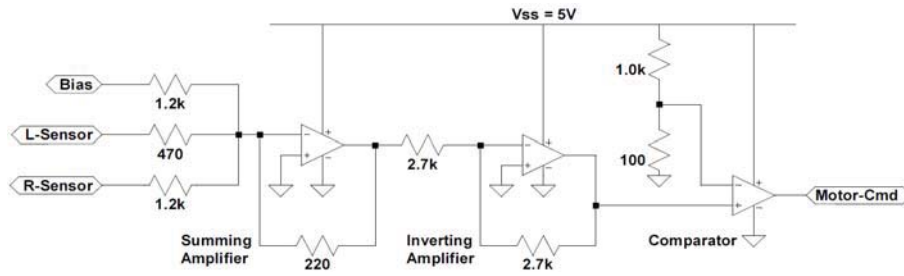 Vss = 5V
1.0k
Bias
1.2k
L-Sensor
470
2.7k
100
R-Sensor
1.2k
Motor-Cmd
Summing
Amplifier
220
Inverting
Amplifier
2.7k
Comparator